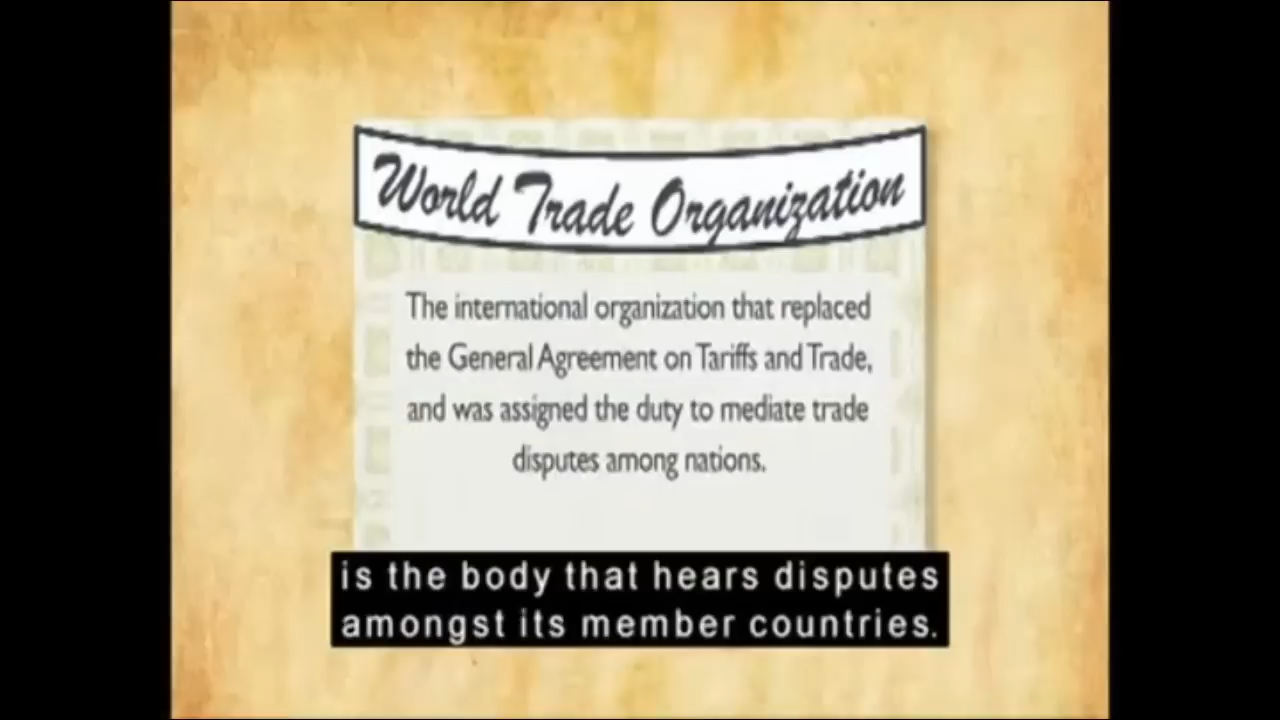 World Trade Organization
The international organization that replaced
the General Agreement on Tariffs and Trade,
and was assigned the duty to mediate trade
disputes among nations.
is the body that hears disputes
amongst its member countries.